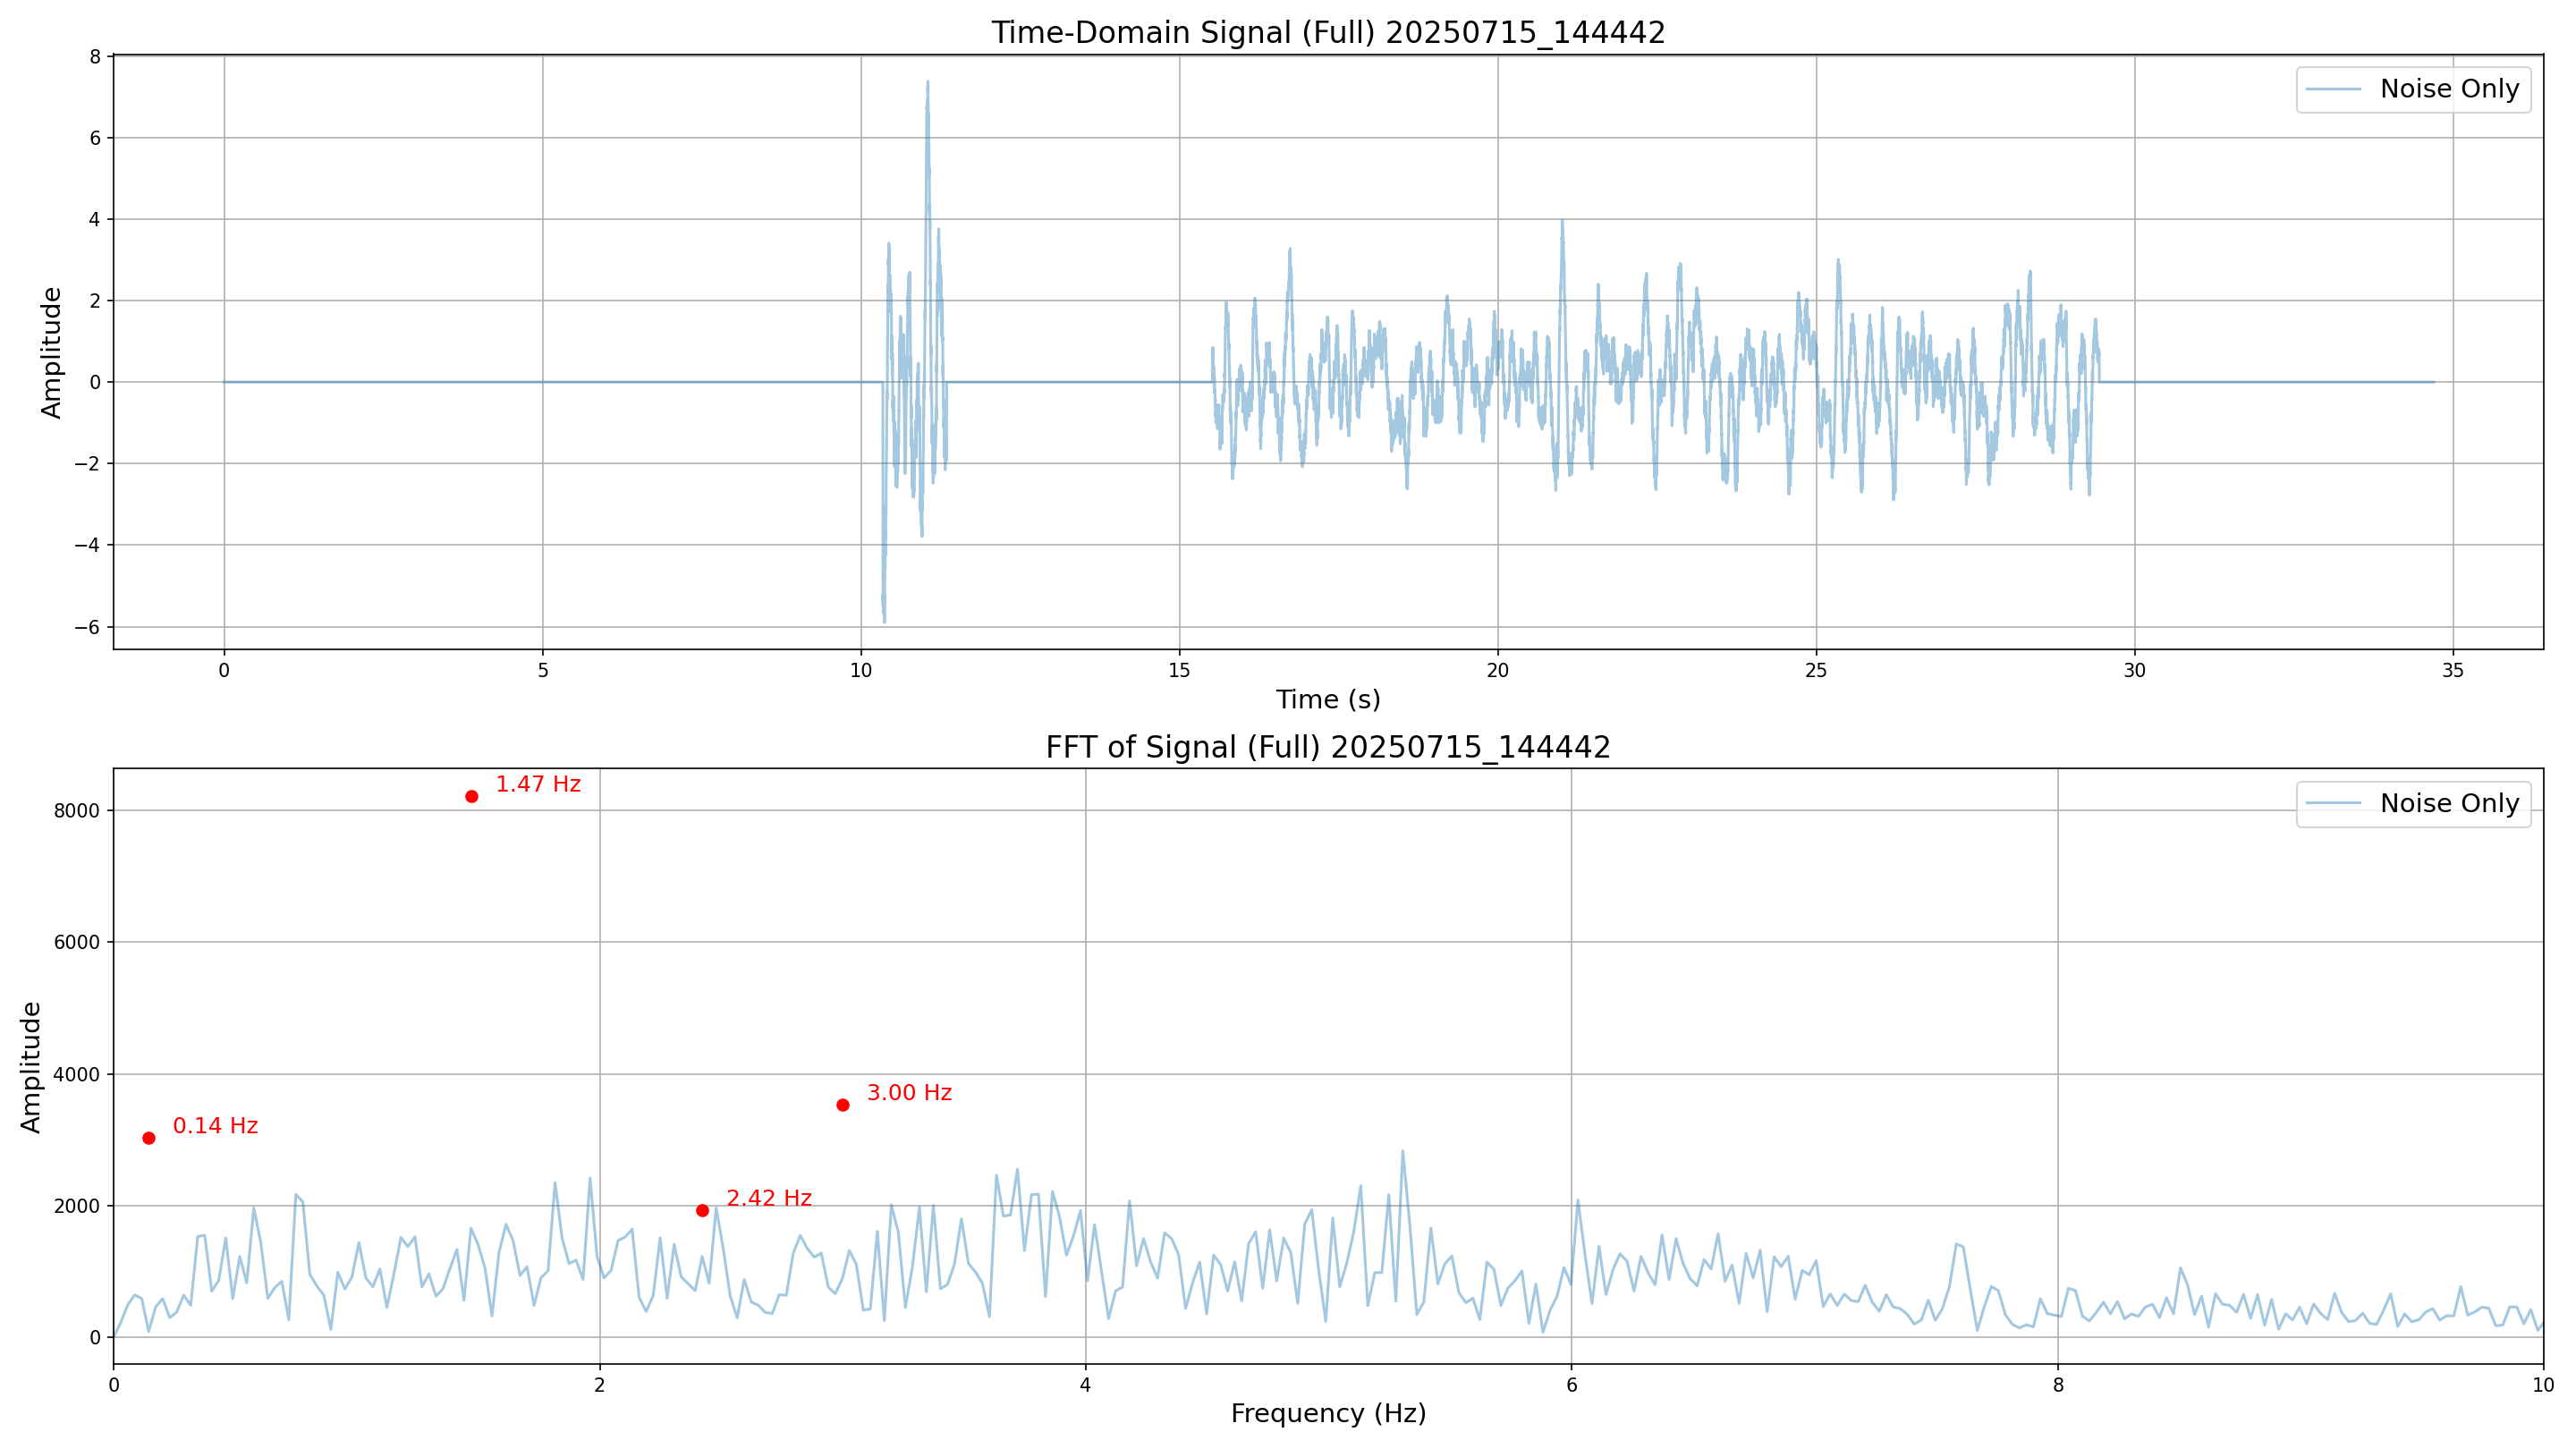 Time-Domain Signal (Full) 20250715_144442
Amplitude
8
6
4
2
0
−2
−4
−6
Noise Only
0 5 10 15 20 25 30 35
Time (s)
FFT of Signal (Full) 20250715_144442
Amplitude
8000
6000
4000
2000
0
1.47 Hz
Noise Only
3.00 Hz
0.14 Hz
2.42 Hz
0 2 4 6 8 10
Frequency (Hz)